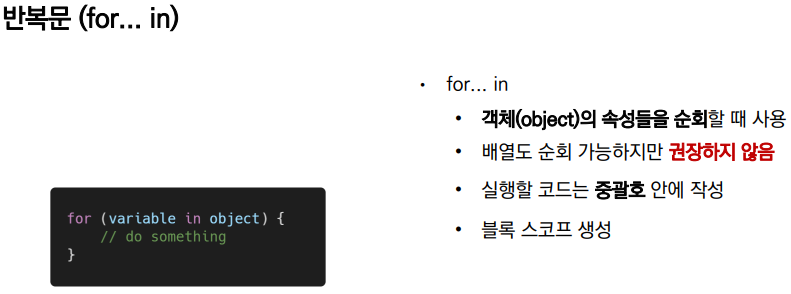 반복문 (for... in)
• for... in
• 객체(object)의 속성들을 순회할 때 사용
• 배열도 순회 가능하지만 권장하지 않음
• 실행할 코드는 중괄호 안에 작성
• 블록 스코프 생성
for (variable in object) {
    // do something
}